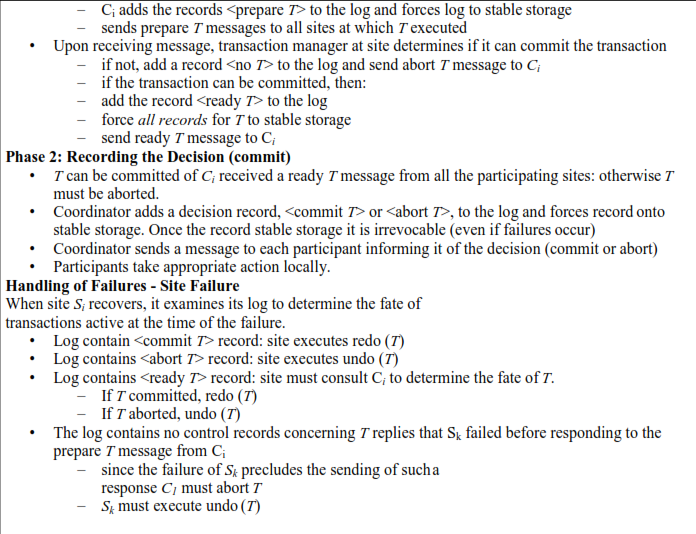 – Ci adds the records <prepare T> to the log and forces log to stable storage
– sends prepare T messages to all sites at which T executed
• Upon receiving message, transaction manager at site determines if it can commit the transaction
– if not, add a record <no T> to the log and send abort T message to Ci
– if the transaction can be committed, then:
– add the record <ready T> to the log
– force all records for T to stable storage
– send ready T message to Ci
Phase 2: Recording the Decision (commit)
• T can be committed of Ci received a ready T message from all the participating sites: otherwise T
must be aborted.
• Coordinator adds a decision record, <commit T> or <abort T>, to the log and forces record onto
stable storage. Once the record stable storage it is irrevocable (even if failures occur)
• Coordinator sends a message to each participant informing it of the decision (commit or abort)
• Participants take appropriate action locally.
Handling of Failures - Site Failure
When site Si recovers, it examines its log to determine the fate of
transactions active at the time of the failure.
• Log contain <commit T> record: site executes redo (T)
• Log contains <abort T> record: site executes undo (T)
• Log contains <ready T> record: site must consult Ci to determine the fate of T.
– If T committed, redo (T)
– If T aborted, undo (T)
• The log contains no control records concerning T replies that Sk failed before responding to the
prepare T message from Ci
– since the failure of Sk precludes the sending of such a
response C1 must abort T
– Sk must execute undo (T)